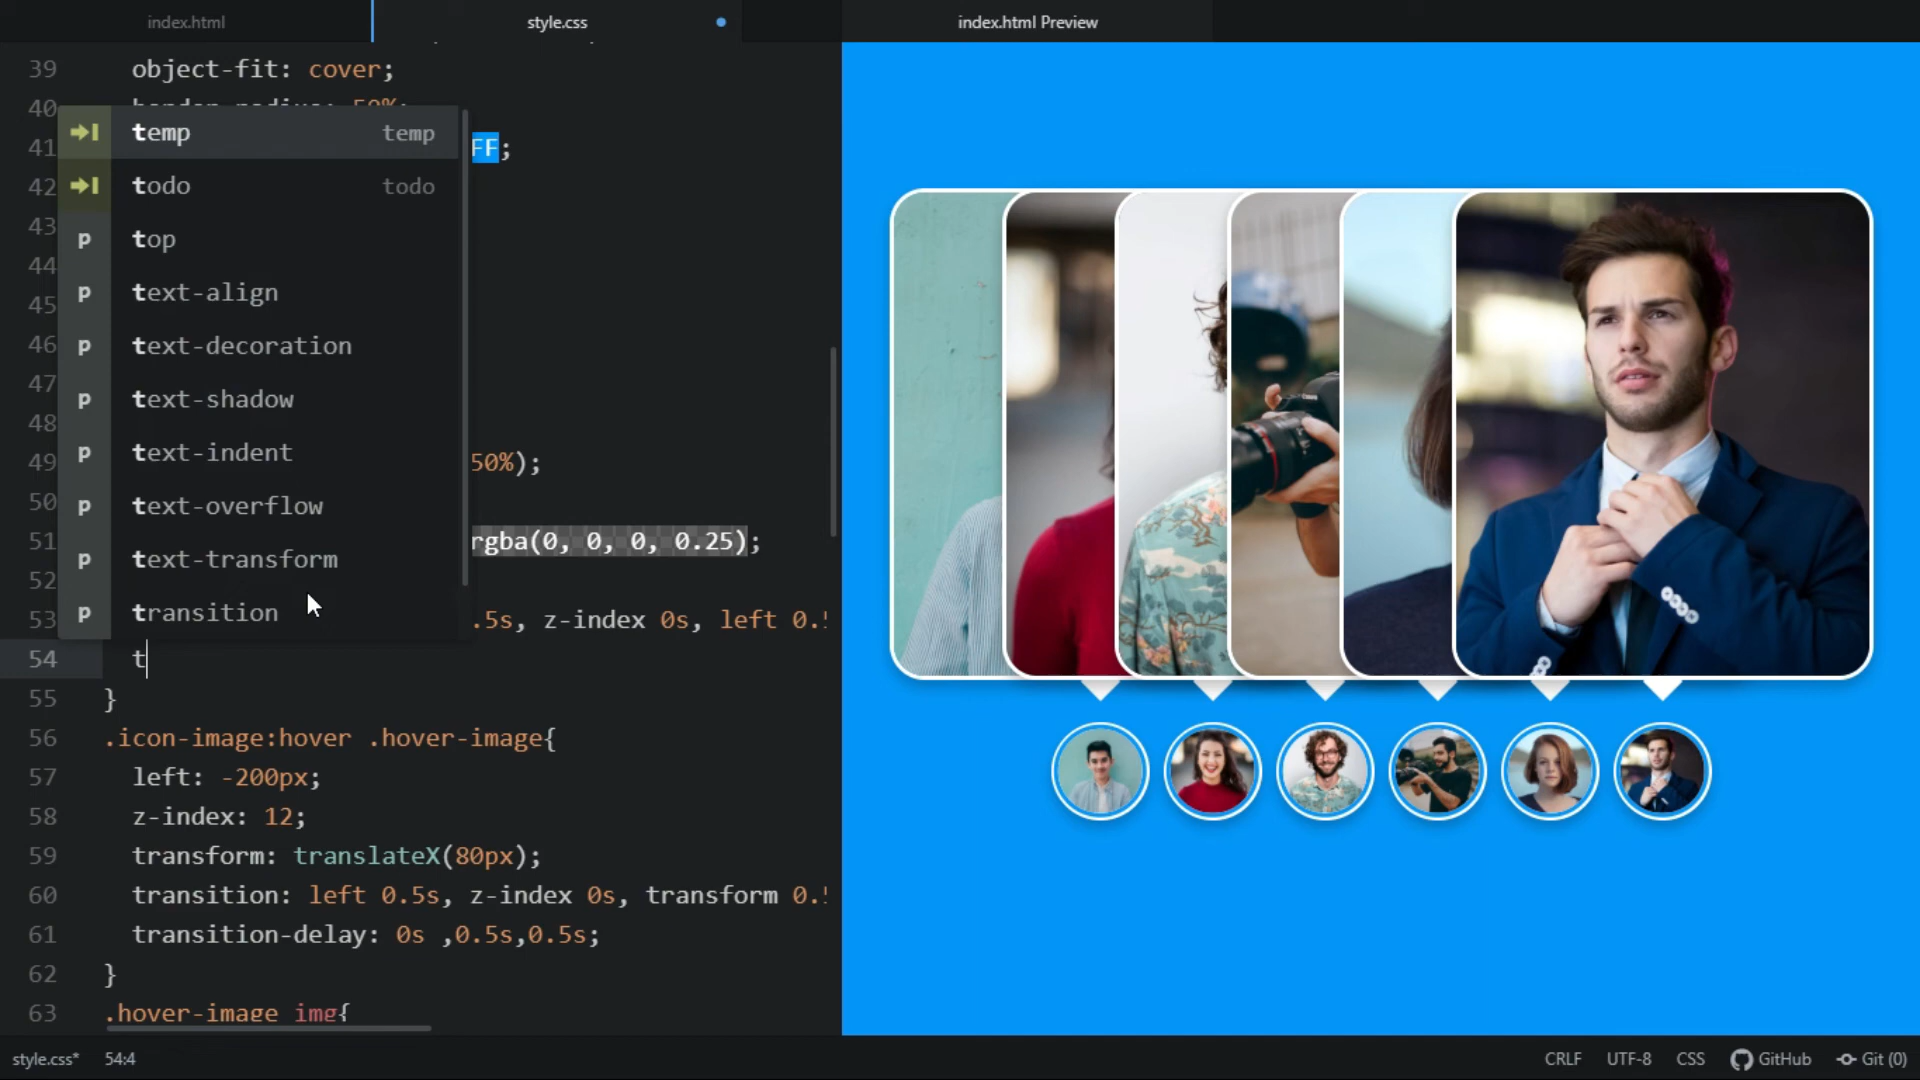 index.html
style.css
index.html Preview
39 object-fit: cover;
40
41 FF;
42
43
44
45
46
47
48
49 50%);
50
51 rgba(0, 0, 0, 0.25);
52
53 .5s, z-index 0s, left 0.
54 t
55 }
56 .icon-image:hover .hover-image{
57 left: -200px;
58 z-index: 12;
59 transform: translateX(80px);
60 transition: left 0.5s, z-index 0s, transform 0.
61 transition-delay: 0s ,0.5s,0.5s;
62 }
63 .hover-image img{
temp temp
todo todo
p top
p text-align
p text-decoration
p text-shadow
p text-indent
p text-overflow
p text-transform
p transition
Canon
style.css* 54:4
CRLF UTF-8 CSS GitHub Git (0)